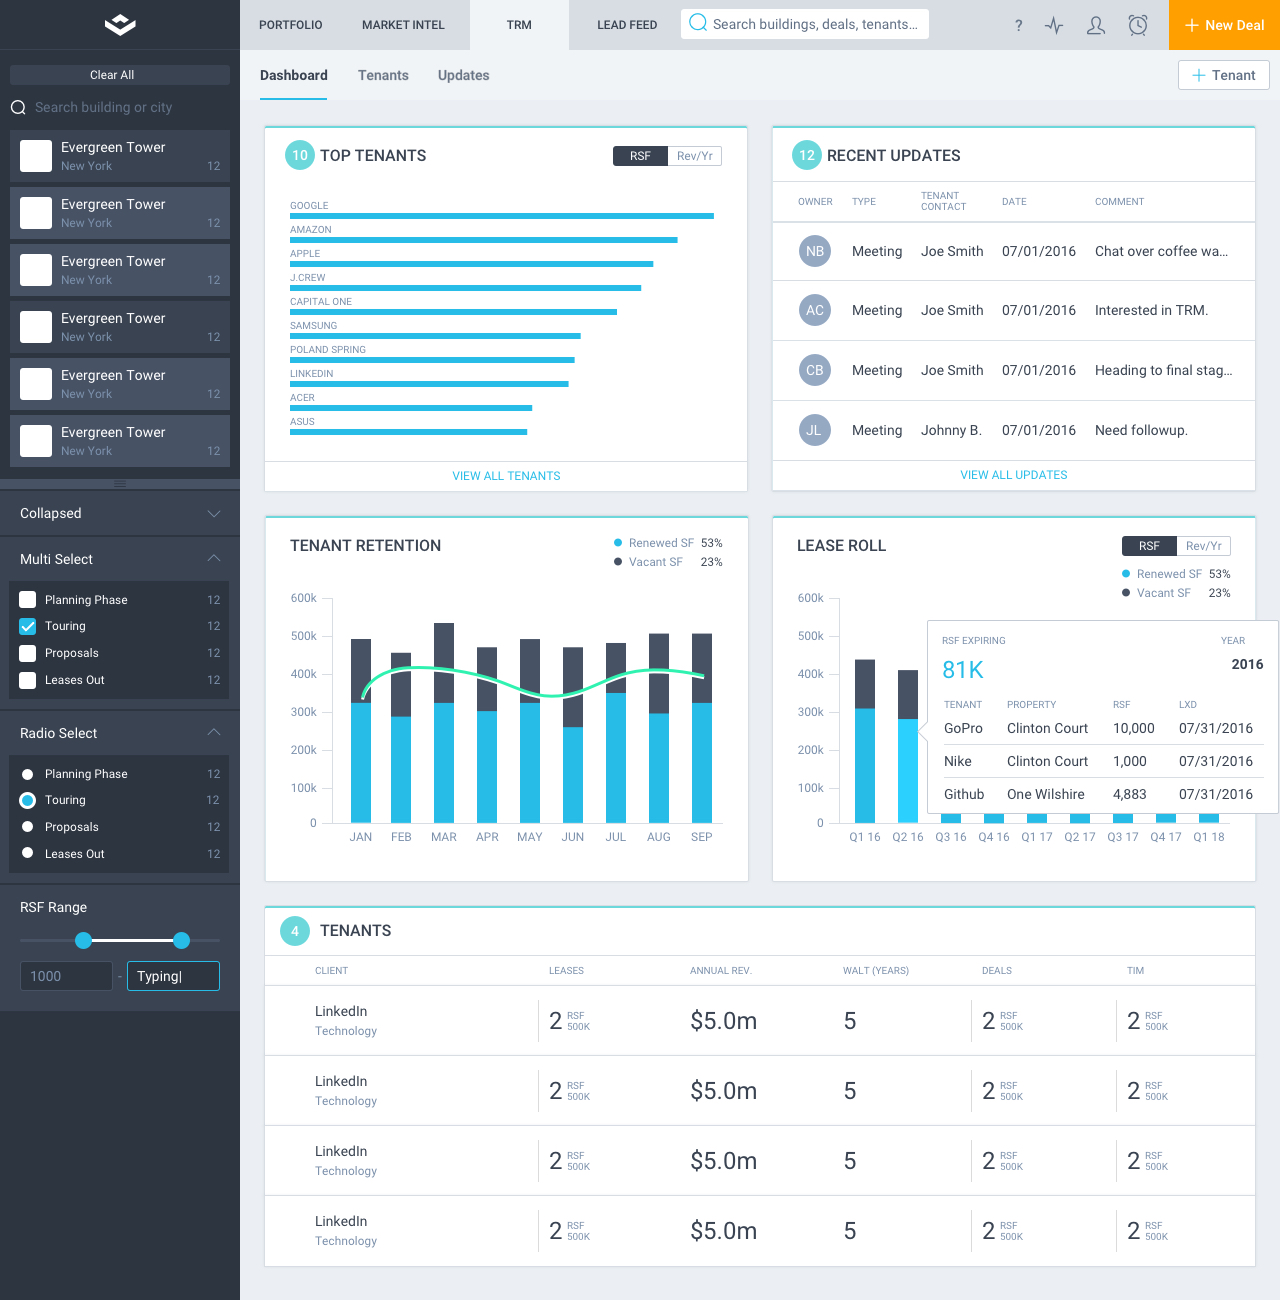 PORTFOLIO MARKET INTEL TRM LEAD FEED Search buildings, deals, tenants... ? New Deal
Dashboard Tenants Updates Tenant
Clear All
Search building or city
Evergreen Tower
New York 12
Evergreen Tower
New York 12
Evergreen Tower
New York 12
Evergreen Tower
New York 12
Evergreen Tower
New York 12
Evergreen Tower
New York 12
Collapsed
Multi Select
Planning Phase 12
Touring 12
Proposals 12
Leases Out 12
Radio Select
Planning Phase 12
Touring 12
Proposals 12
Leases Out 12
RSF Range
1000 - Typing|
10 TOP TENANTS RSF Rev/Yr
GOOGLE
AMAZON
APPLE
J.CREW
CAPITAL ONE
SAMSUNG
POLAND SPRING
LINKEDIN
ACER
ASUS
VIEW ALL TENANTS
12 RECENT UPDATES
OWNER TYPE TENANT CONTACT DATE COMMENT
NB Meeting Joe Smith 07/01/2016 Chat over coffee wa...
AC Meeting Joe Smith 07/01/2016 Interested in TRM.
CB Meeting Joe Smith 07/01/2016 Heading to final stag...
JL Meeting Johnny B. 07/01/2016 Need followup.
VIEW ALL UPDATES
TENANT RETENTION
Renewed SF 53%
Vacant SF 23%
600k
500k
400k
300k
200k
100k
0
JAN FEB MAR APR MAY JUN JUL AUG SEP
LEASE ROLL RSF Rev/Yr
Renewed SF 53%
Vacant SF 23%
600k
500k
400k
300k
200k
100k
0
Q1 16 Q2 16 Q3 16 Q4 16 Q1 17 Q2 17 Q3 17 Q4 17 Q1 18
RSF EXPIRING YEAR
81K 2016
TENANT PROPERTY RSF LXD
GoPro Clinton Court 10,000 07/31/2016
Nike Clinton Court 1,000 07/31/2016
Github One Wilshire 4,883 07/31/2016
4 TENANTS
CLIENT LEASES ANNUAL REV. WALT (YEARS) DEALS TIM
LinkedIn
Technology
2 RSF 500K $5.0m 5 2 RSF 500K 2 RSF 500K
LinkedIn
Technology
2 RSF 500K $5.0m 5 2 RSF 500K 2 RSF 500K
LinkedIn
Technology
2 RSF 500K $5.0m 5 2 RSF 500K 2 RSF 500K
LinkedIn
Technology
2 RSF 500K $5.0m 5 2 RSF 500K 2 RSF 500K